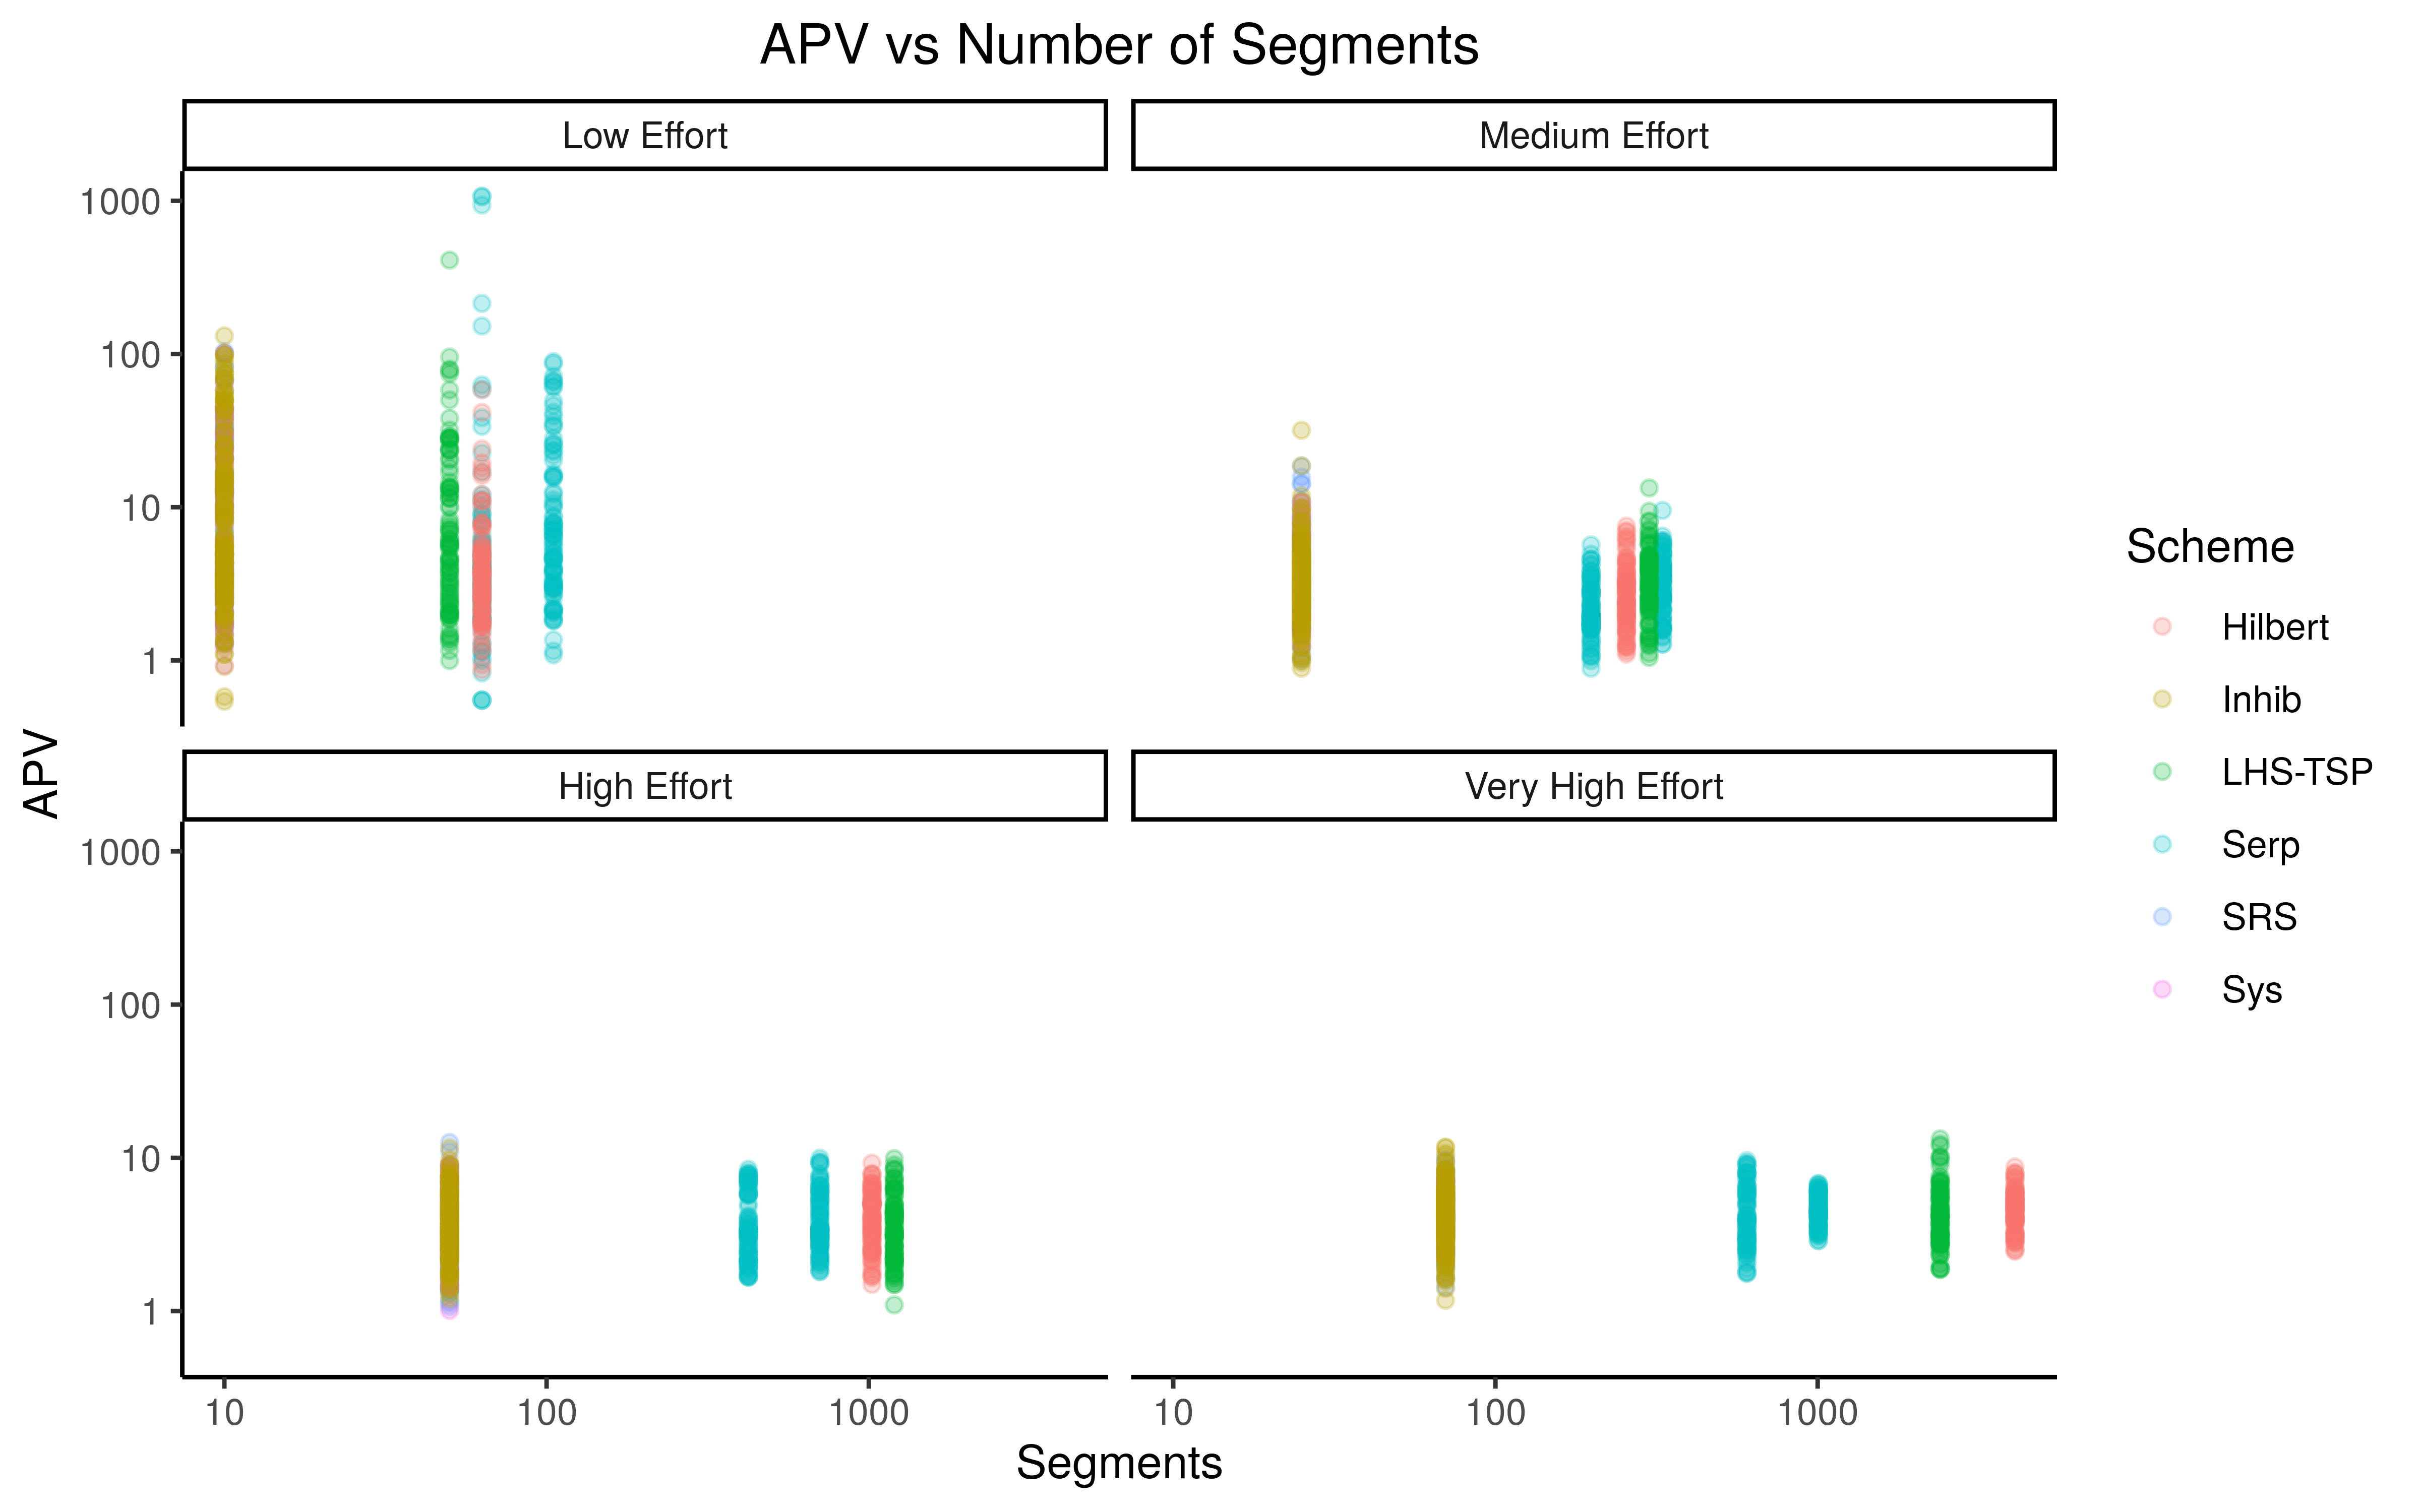 APV vs Number of Segments
Low Effort
Medium Effort
1000
100
10
1
High Effort
Very High Effort
1000
100
10
1
10
100
1000
10
100
1000
Segments
APV
Scheme
Hilbert
Inhib
LHS-TSP
Serp
SRS
Sys